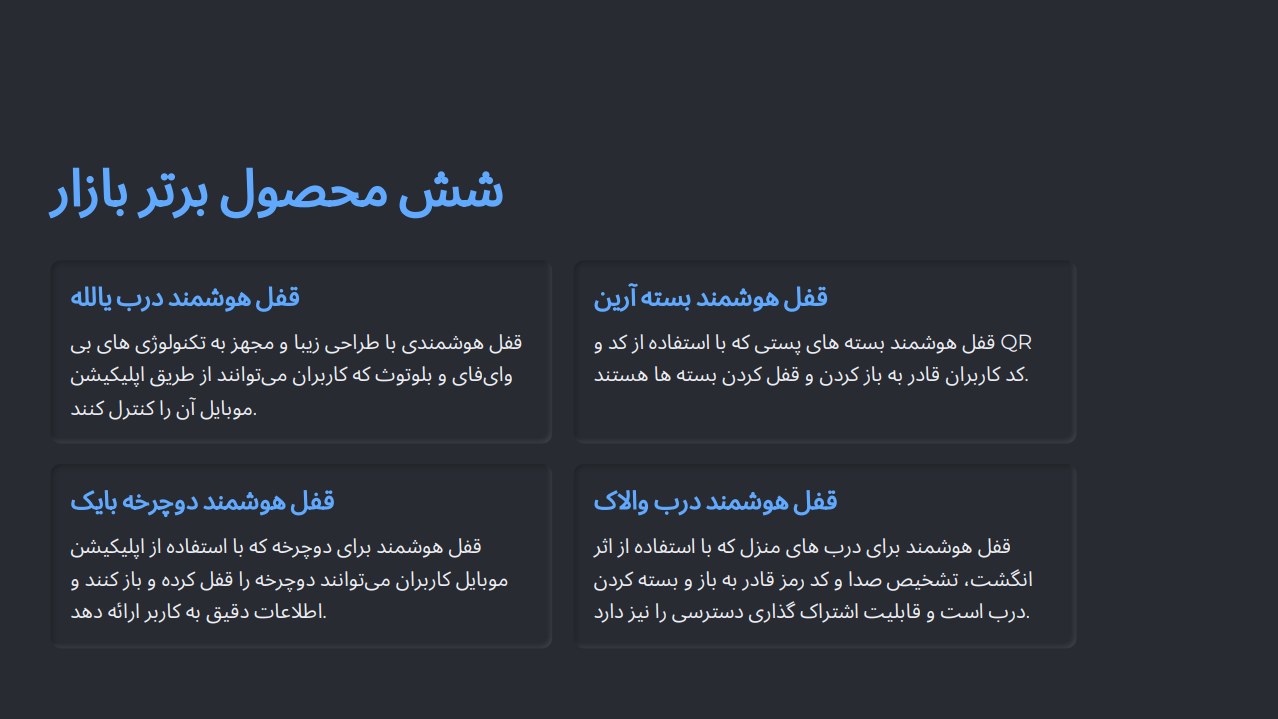 شش محصول برتر بازار
قفل هوشمند درب یالله
قفل هوشمندی با طراحی زیبا و مجهز به تکنولوژی های بی
وای‌فای و بلوتوث که کاربران می‌توانند از طریق اپلیکیشن
موبایل آن را کنترل کنند.
قفل هوشمند بسته آرین
قفل هوشمند بسته های پستی که با استفاده از کد و QR
کد کاربران قادر به باز کردن و قفل کردن بسته ها هستند.
قفل هوشمند دوچرخه بایک
قفل هوشمند برای دوچرخه که با استفاده از اپلیکیشن
موبایل کاربران می‌توانند دوچرخه را قفل کرده و باز کنند و
اطلاعات دقیق به کاربر ارائه دهد.
قفل هوشمند درب والاک
قفل هوشمند برای درب های منزل که با استفاده از اثر
انگشت، تشخیص صدا و کد رمز قادر به باز و بسته کردن
درب است و قابلیت اشتراک گذاری دسترسی را نیز دارد.